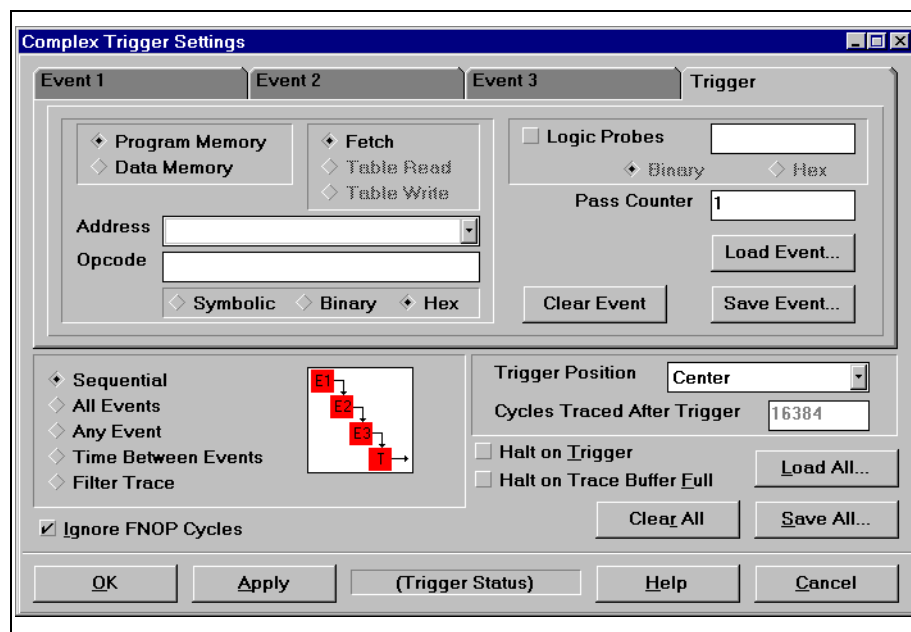 Complex Trigger Settings
Event 1
Event 2
Event 3
Trigger
Program Memory
Data Memory
Fetch
Table Read
Table Write
Address
Opcode
Symbolic
Binary
Hex
Logic Probes
Binary
Hex
Pass Counter
1
Load Event...
Clear Event
Save Event...
Sequential
All Events
Any Event
Time Between Events
Filter Trace
E1
E2
E3
T
Trigger Position
Center
Cycles Traced After Trigger
16384
Halt on Trigger
Halt on Trace Buffer Full
Load All...
Clear All
Save All...
Ignore FNOP Cycles
OK
Apply
(Trigger Status)
Help
Cancel